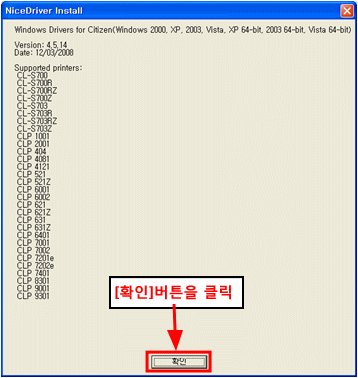 NiceDriver Install
Windows Drivers for Citizen(Windows 2000, XP, 2003, Vista, XP 64-bit, 2003 64-bit, Vista 64-bit)
Version: 4,5,14
Date: 12/03/2008
Supported printers:
CL-S700
CL-S700R
CL-S700RZ
CL-S700Z
CL-S703
CL-S703R
CL-S703RZ
CL-S703Z
CLP 1001
CLP 2001
CLP 404
CLP 4081
CLP 4121
CLP 521
CLP 521Z
CLP 6001
CLP 6002
CLP 621
CLP 621Z
CLP 631
CLP 631Z
CLP 6401
CLP 7001
CLP 7002
CLP 7201e
CLP 7202e
CLP 7401
CLP 8301
CLP 9001
CLP 9301
[확인]버튼을 클릭
확인